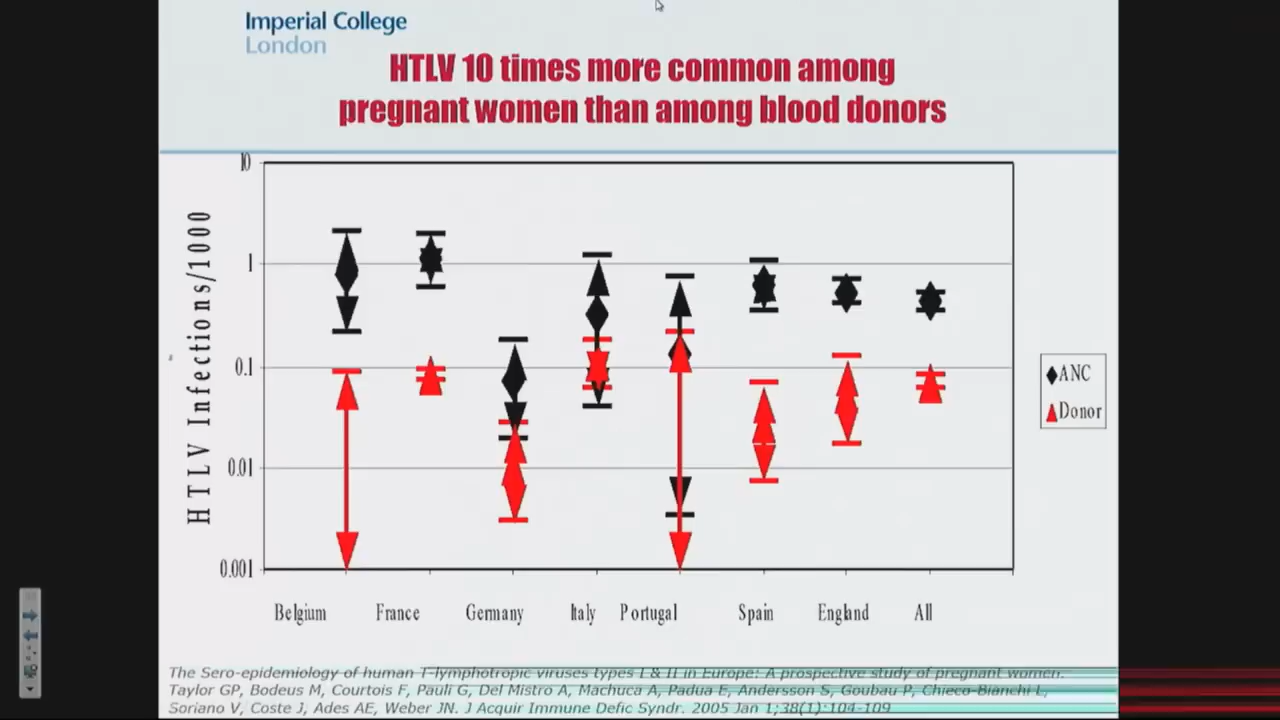 Imperial College
London
HTLV 10 times more common among
pregnant women than among blood donors
HTLV Infections/1000
10
1
0.1
0.01
0.001
Belgium France Germany Italy Portugal Spain England All
ANC
Donor
The Sero-epidemiology of human T-lymphotropic viruses types I & II in Europe: A prospective study of pregnant women.
Taylor GP, Bodeus M, Courtois F, Pauli G, Del Mistro A, Machuca A, Padua E, Andersson S, Goubau P, Chieco-Bianchi L,
Soriano V, Coste J, Ades AE, Weber JN. J Acquir Immune Defic Syndr. 2005 Jan 1;38(1):104-109